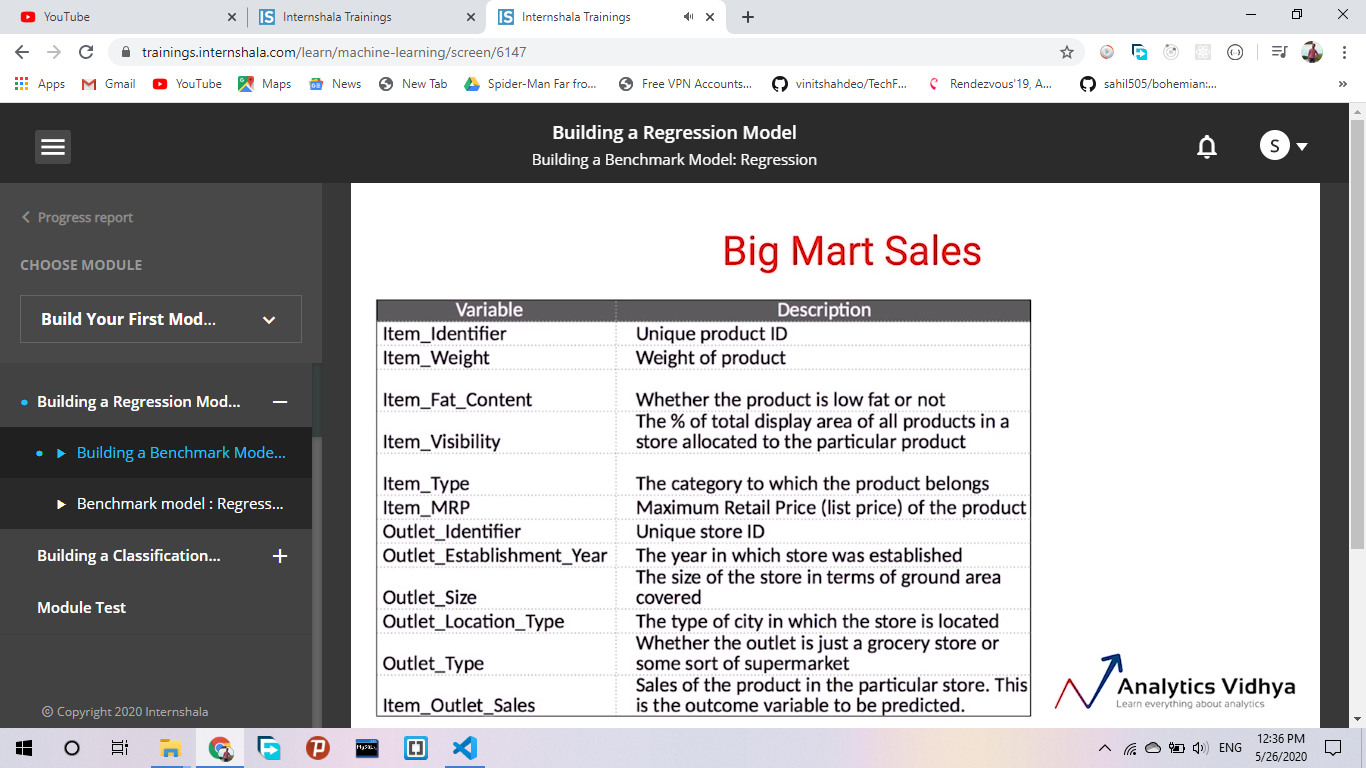 YouTube
Internshala Trainings
Internshala Trainings
trainings.internshala.com/learn/machine-learning/screen/6147
Apps Gmail YouTube Maps News New Tab Spider-Man Far fro... Free VPN Accounts... vinitshahdeo/TechF... Rendezvous'19, A... sahil505/bohemian:... »
Building a Regression Model
Building a Benchmark Model: Regression
S
Progress report
CHOOSE MODULE
Build Your First Mod...
Building a Regression Mod...
Building a Benchmark Mode...
Benchmark model : Regress...
Building a Classification...
Module Test
© Copyright 2020 Internshala
Big Mart Sales
Variable Description
Item_Identifier Unique product ID
Item_Weight Weight of product
Item_Fat_Content Whether the product is low fat or not
The % of total display area of all products in a
Item_Visibility store allocated to the particular product
Item_Type The category to which the product belongs
Item_MRP Maximum Retail Price (list price) of the product
Outlet_Identifier Unique store ID
Outlet_Establishment_Year The year in which store was established
The size of the store in terms of ground area
Outlet_Size covered
Outlet_Location_Type The type of city in which the store is located
Whether the outlet is just a grocery store or
Outlet_Type some sort of supermarket
Sales of the product in the particular store. This
Item_Outlet_Sales is the outcome variable to be predicted.
Analytics Vidhya
Learn everything about analytics
MySQL
ENG
12:36 PM
5/26/2020